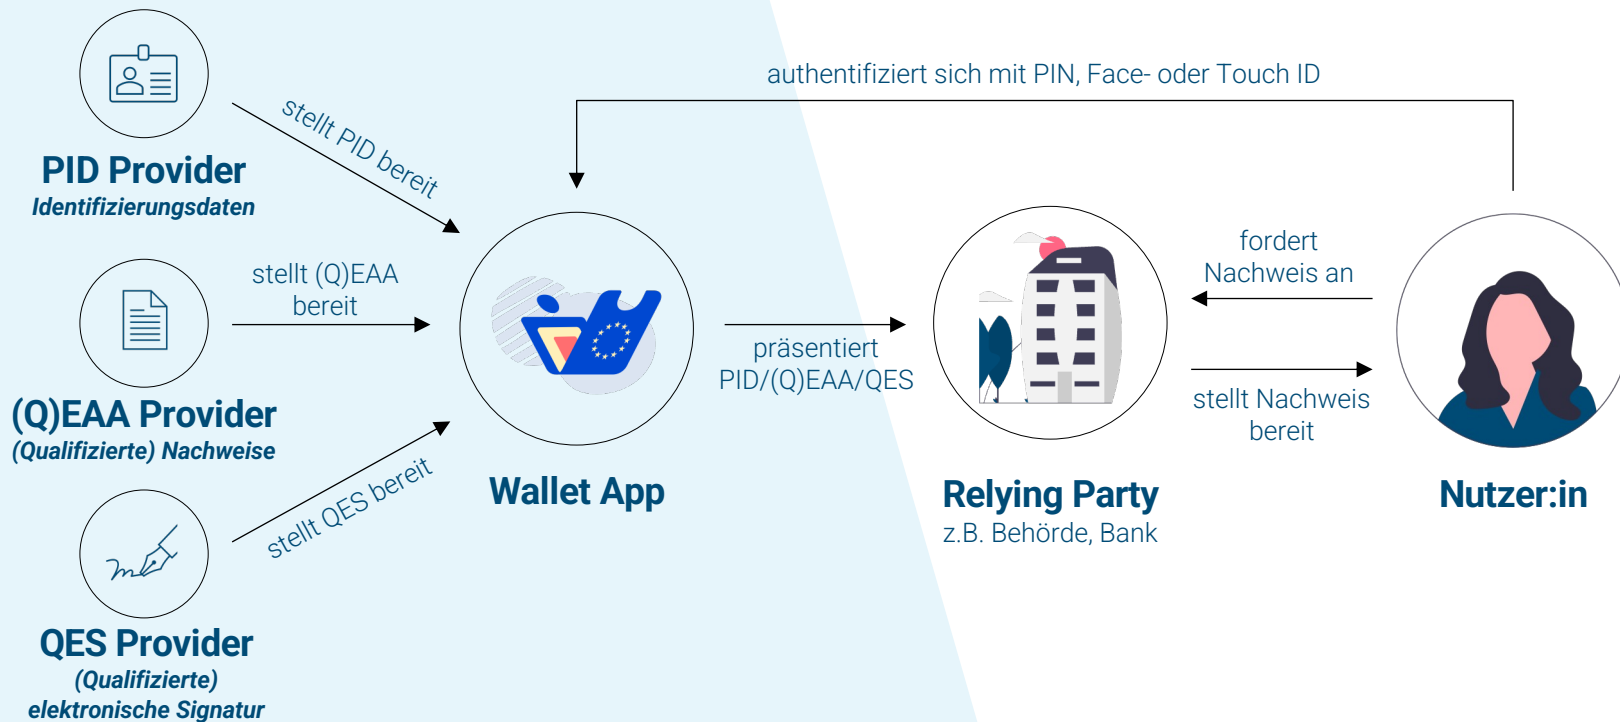 authentifiziert sich mit PIN, Face- oder Touch ID
stellt PID bereit
PID Provider
Identifizierungsdaten
stellt (Q)EAA
bereit
(Q)EAA Provider
(Qualifizierte) Nachweise
stellt QES bereit
QES Provider
(Qualifizierte)
elektronische Signatur
Wallet App
präsentiert
PID/(Q)EAA/QES
Relying Party
z.B. Behörde, Bank
fordert
Nachweis an
stellt Nachweis
bereit
Nutzer:in